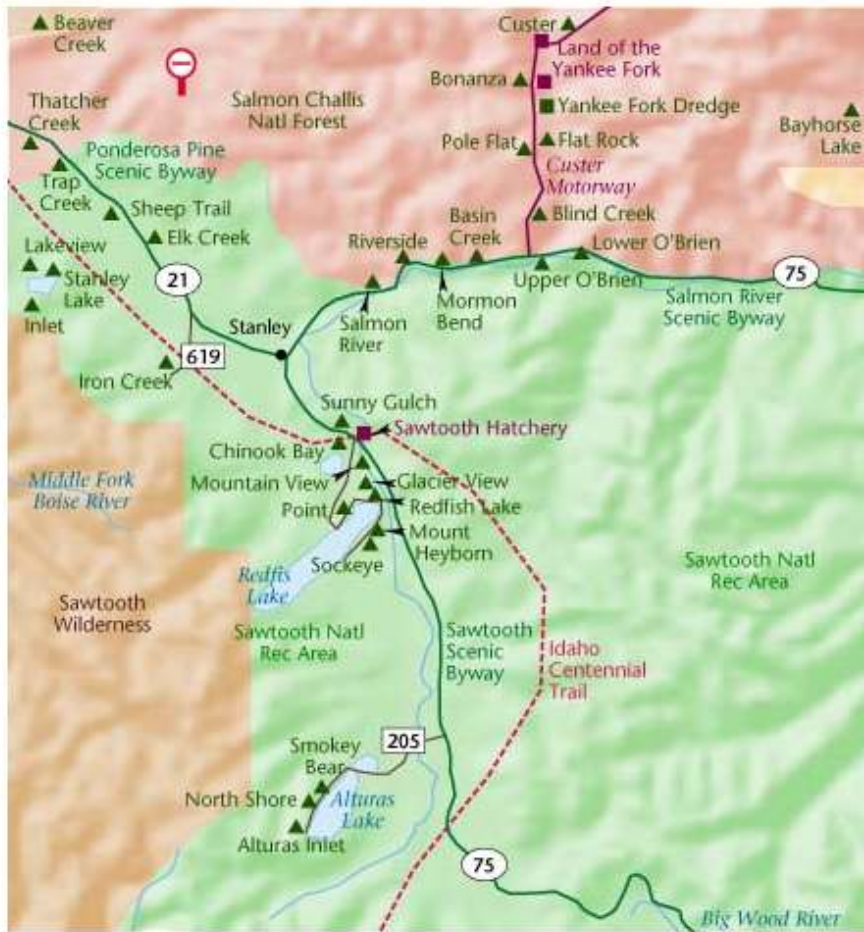 Beaver
Creek
Custer
Land of the
Yankee Fork
Bonanza
Yankee Fork Dredge
Thatcher
Creek
Salmon Challis
Natl Forest
Bayhorse
Lake
Ponderosa Pine
Scenic Byway
Pole Flat
Flat Rock
Custer
Motorway
Trap
Creek
Sheep Trail
Elk Creek
Blind Creek
Basin
Creek
Riverside
Lower O'Brien
Lakeview
Stanley
Lake
Inlet
21
75
Upper O'Brien
Mormon
Bend
Salmon
River
Salmon River
Scenic Byway
Stanley
619
Iron Creek
Sunny Gulch
Sawtooth Hatchery
Chinook Bay
Mountain View
Glacier View
Redfish Lake
Point
Mount
Heyborn
Sockeye
Middle Fork
Boise River
Redfis
Lake
Sawtooth
Wilderness
Sawtooth Natl
Rec Area
Sawtooth Natl
Rec Area
Sawtooth
Scenic
Byway
Idaho
Centennial
Trail
205
Smokey
Bear
North Shore
Alturas
Lake
Alturas Inlet
75
Big Wood River